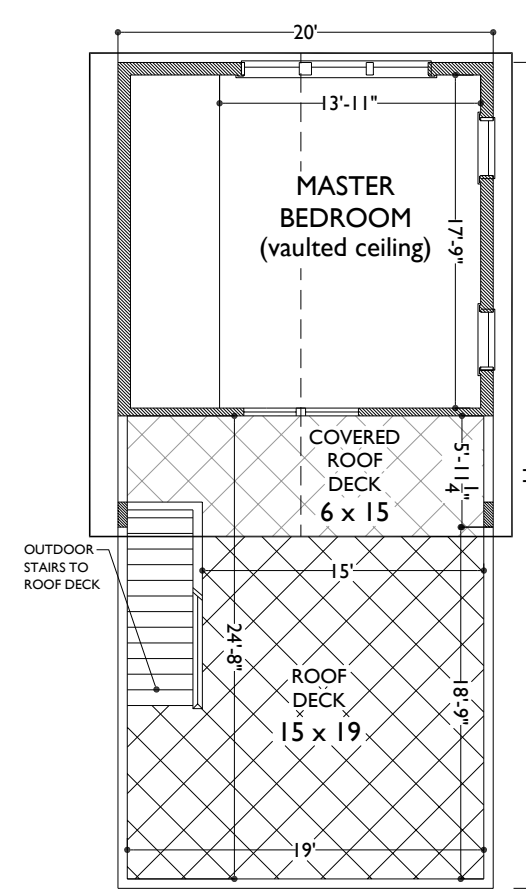 20'
13'-11"
MASTER
BEDROOM
(vaulted ceiling)
17'-9"
COVERED
ROOF
DECK
6 x 15
5'-11 1/4"
OUTDOOR
STAIRS TO
ROOF DECK
15'
24'-8"
ROOF
DECK
15 x 19
18'-9"
19'